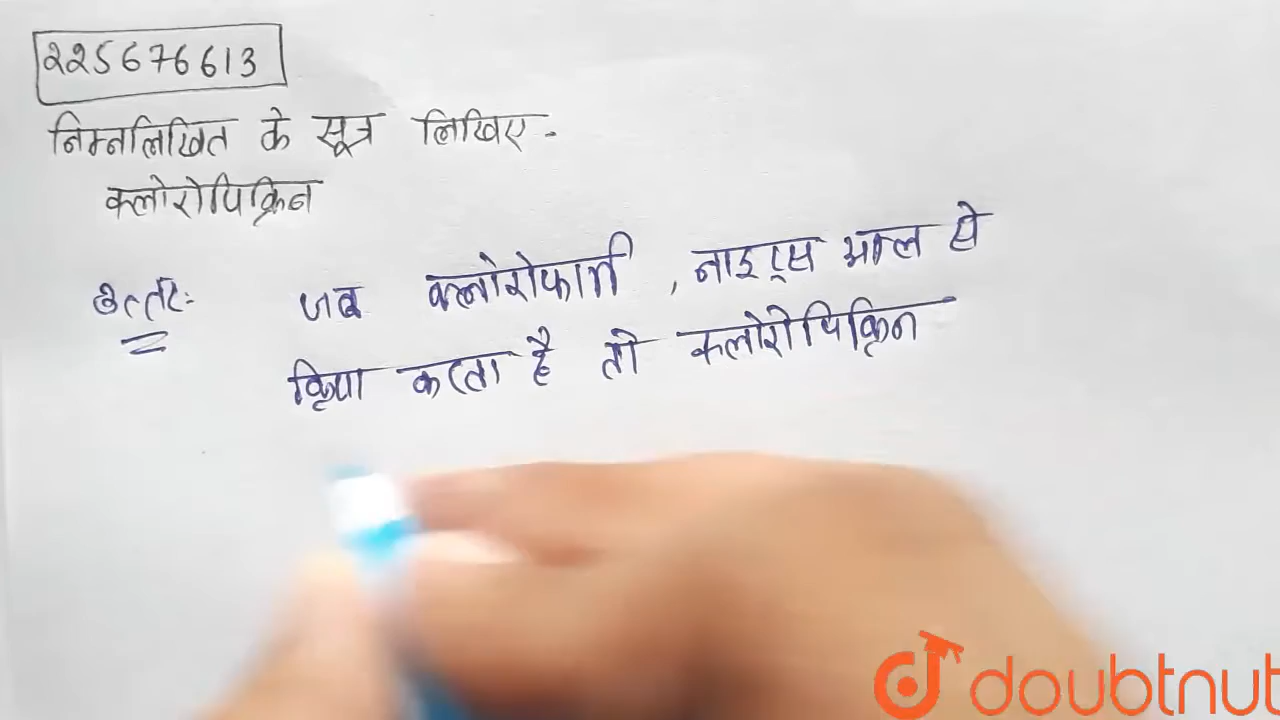 225676613
निम्नलिखित के सूत्र लिखिए -
क्लोरोपिक्रिन
उत्तर:- जब क्लोरोफार्म , नाइट्रस अम्ल से
क्रिया करता है तो क्लोरोपिक्रिन
doubtnut